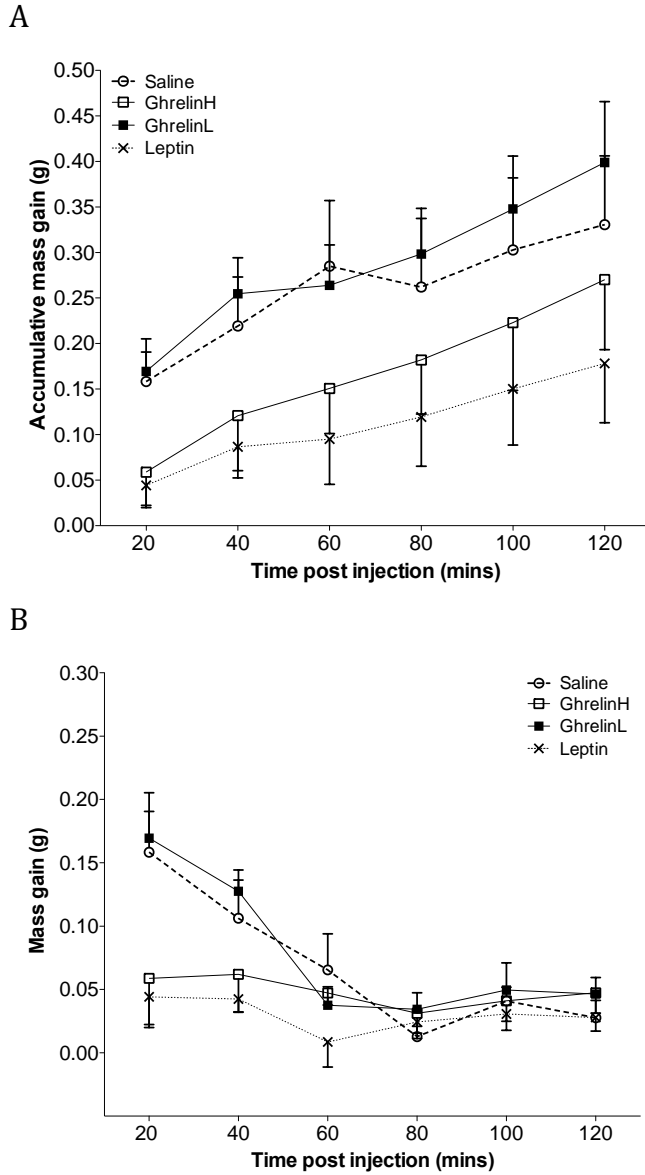 A
0.50
0.45
0.40
0.35
0.30
0.25
0.20
0.15
0.10
0.05
0.00
Accumulative mass gain (g)
Saline
GhrelinH
GhrelinL
Leptin
20 40 60 80 100 120
Time post injection (mins)
B
0.30
0.25
0.20
0.15
0.10
0.05
0.00
Mass gain (g)
Saline
GhrelinH
GhrelinL
Leptin
20 40 60 80 100 120
Time post injection (mins)